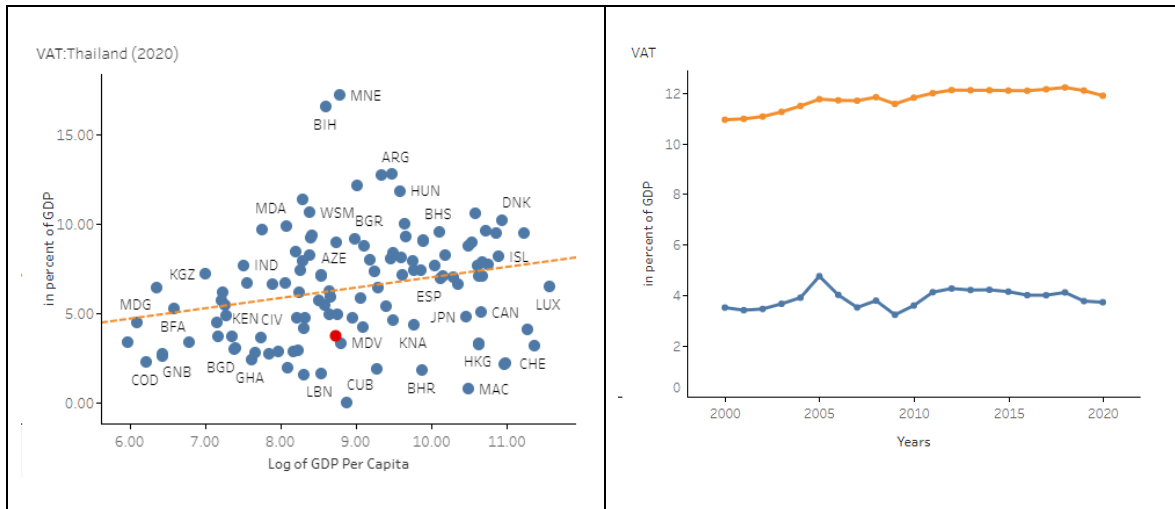 VAT:Thailand (2020)
in percent of GDP
15.00
10.00
5.00
0.00
MNE
BIH
ARG
HUN
DNK
MDA
WSM
BGR
BHS
KGZ
IND
AZE
ISL
MDG
ESP
LUX
BFA
KEN
CIV
MDV
KNA
JPN
CAN
COD
GNB
BGD
GHA
LBN
CUB
BHR
HKG
MAC
CHE
6.00 7.00 8.00 9.00 10.00 11.00
Log of GDP Per Capita
VAT
in percent of GDP
12
10
8
6
4
2
0
2000 2005 2010 2015 2020
Years